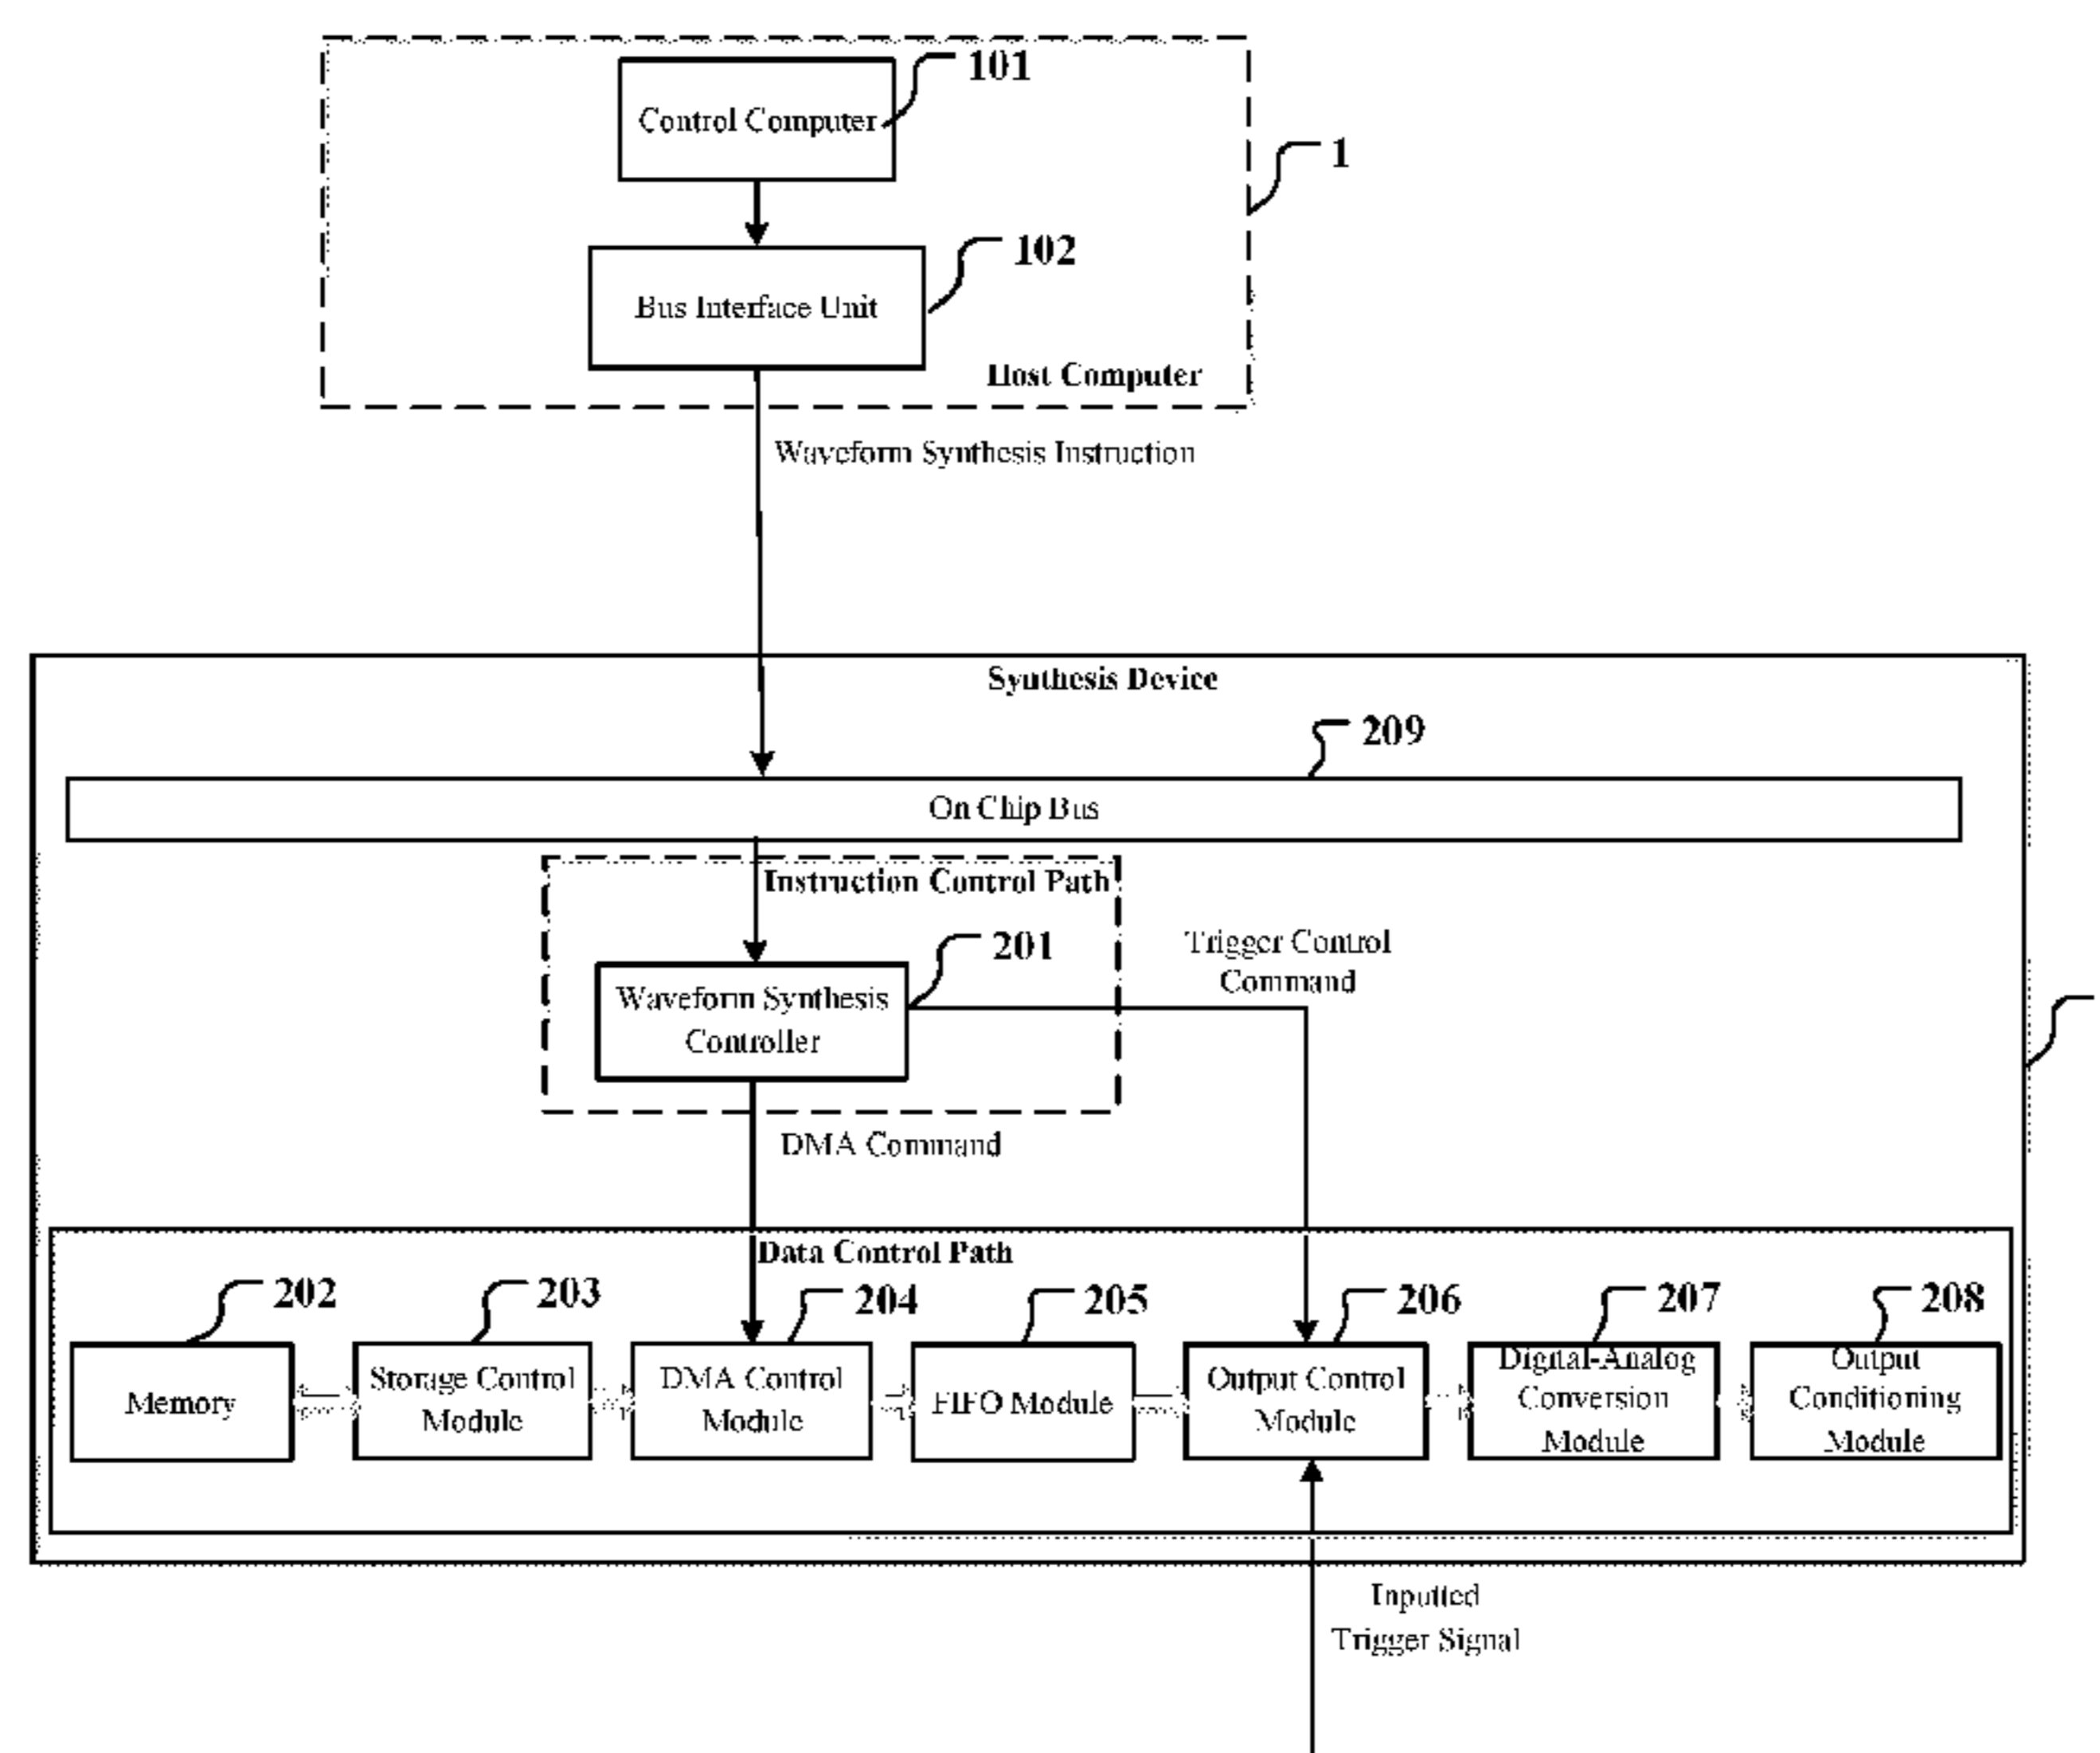 101
Control Computer
1
102
Bus Interface Unit
Host Computer
Waveform Synthesis Instruction
Synthesis Device
209
On Chip Bus
Instruction Control Path
201
Waveform Synthesis
Controller
Trigger Control
Command
DMA Command
Data Control Path
202
203
204
205
206
207
208
Memory
Storage Control
Module
DMA Control
Module
FIFO Module
Output Control
Module
Digital-Analog
Conversion
Module
Output
Conditioning
Module
Inputted
Trigger Signal